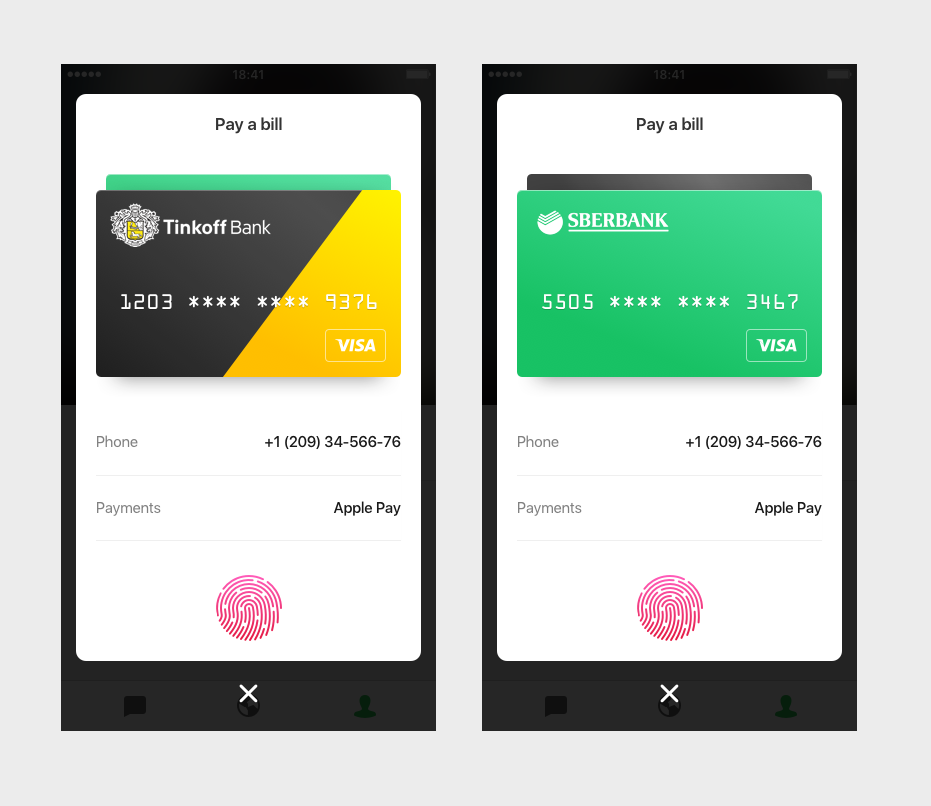 18:41
Pay a bill
Tinkoff Bank
1203 **** **** 9376
VISA
Phone +1 (209) 34-566-76
Payments Apple Pay
18:41
Pay a bill
SBERBANK
5505 **** **** 3467
VISA
Phone +1 (209) 34-566-76
Payments Apple Pay